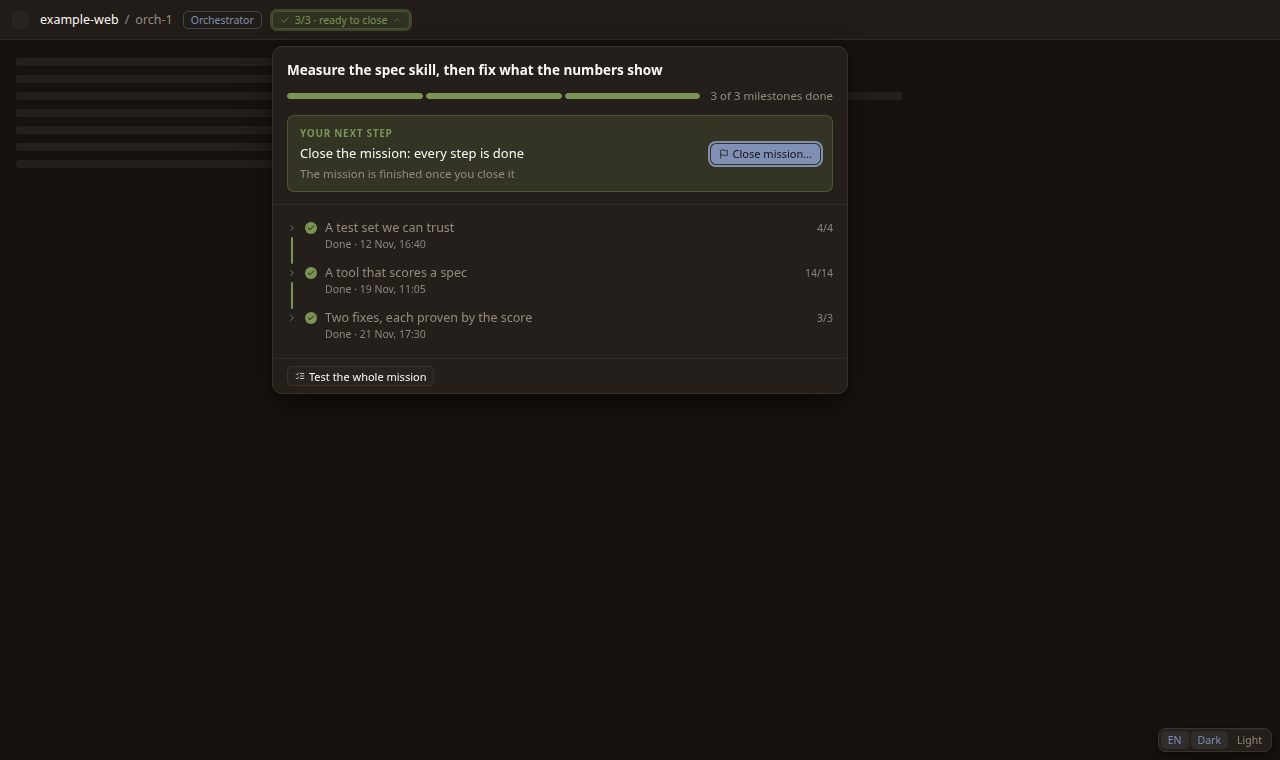 example-web / orch-1 Orchestrator 3/3 · ready to close
Measure the spec skill, then fix what the numbers show
3 of 3 milestones done
YOUR NEXT STEP
Close the mission: every step is done
Close mission...
The mission is finished once you close it
A test set we can trust 4/4
Done · 12 Nov, 16:40
A tool that scores a spec 14/14
Done · 19 Nov, 11:05
Two fixes, each proven by the score 3/3
Done · 21 Nov, 17:30
Test the whole mission
EN Dark Light